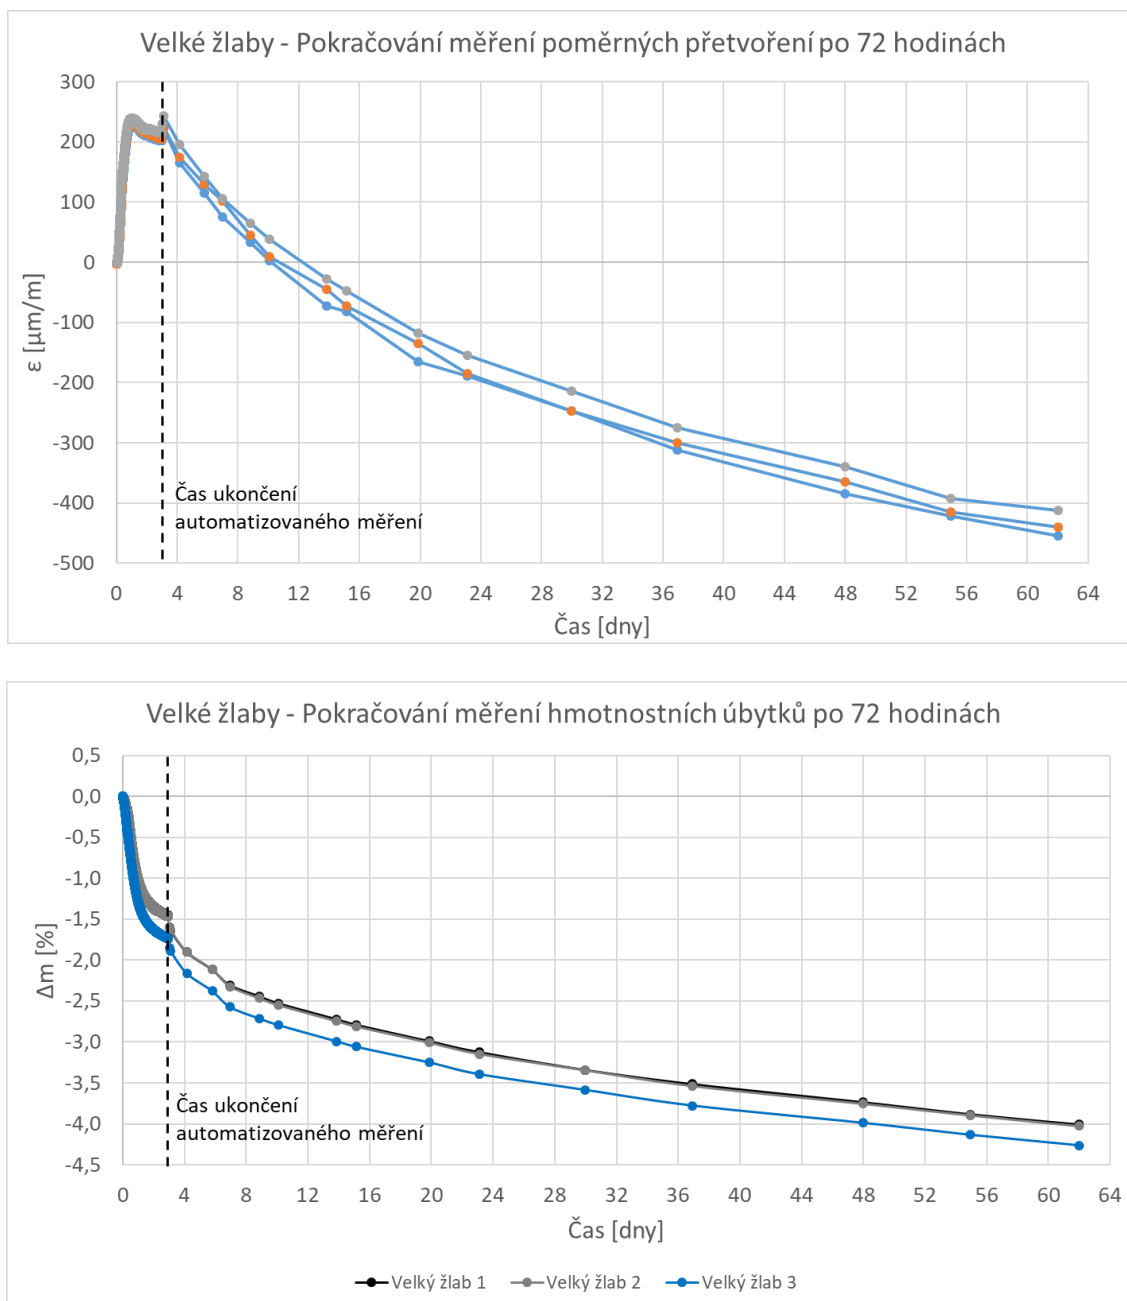 Velké žlaby - Pokračování měření poměrných přetvoření po 72 hodinách
300
200
100
0
-100
-200
-300
-400
-500
ε [µm/m]
Čas ukončení
automatizovaného měření
0 4 8 12 16 20 24 28 32 36 40 44 48 52 56 60 64
Čas [dny]
Velké žlaby - Pokračování měření hmotnostních úbytků po 72 hodinách
0,5
0,0
-0,5
-1,0
-1,5
-2,0
-2,5
-3,0
-3,5
-4,0
-4,5
Δm [%]
Čas ukončení
automatizovaného měření
0 4 8 12 16 20 24 28 32 36 40 44 48 52 56 60 64
Čas [dny]
Velký žlab 1 Velký žlab 2 Velký žlab 3